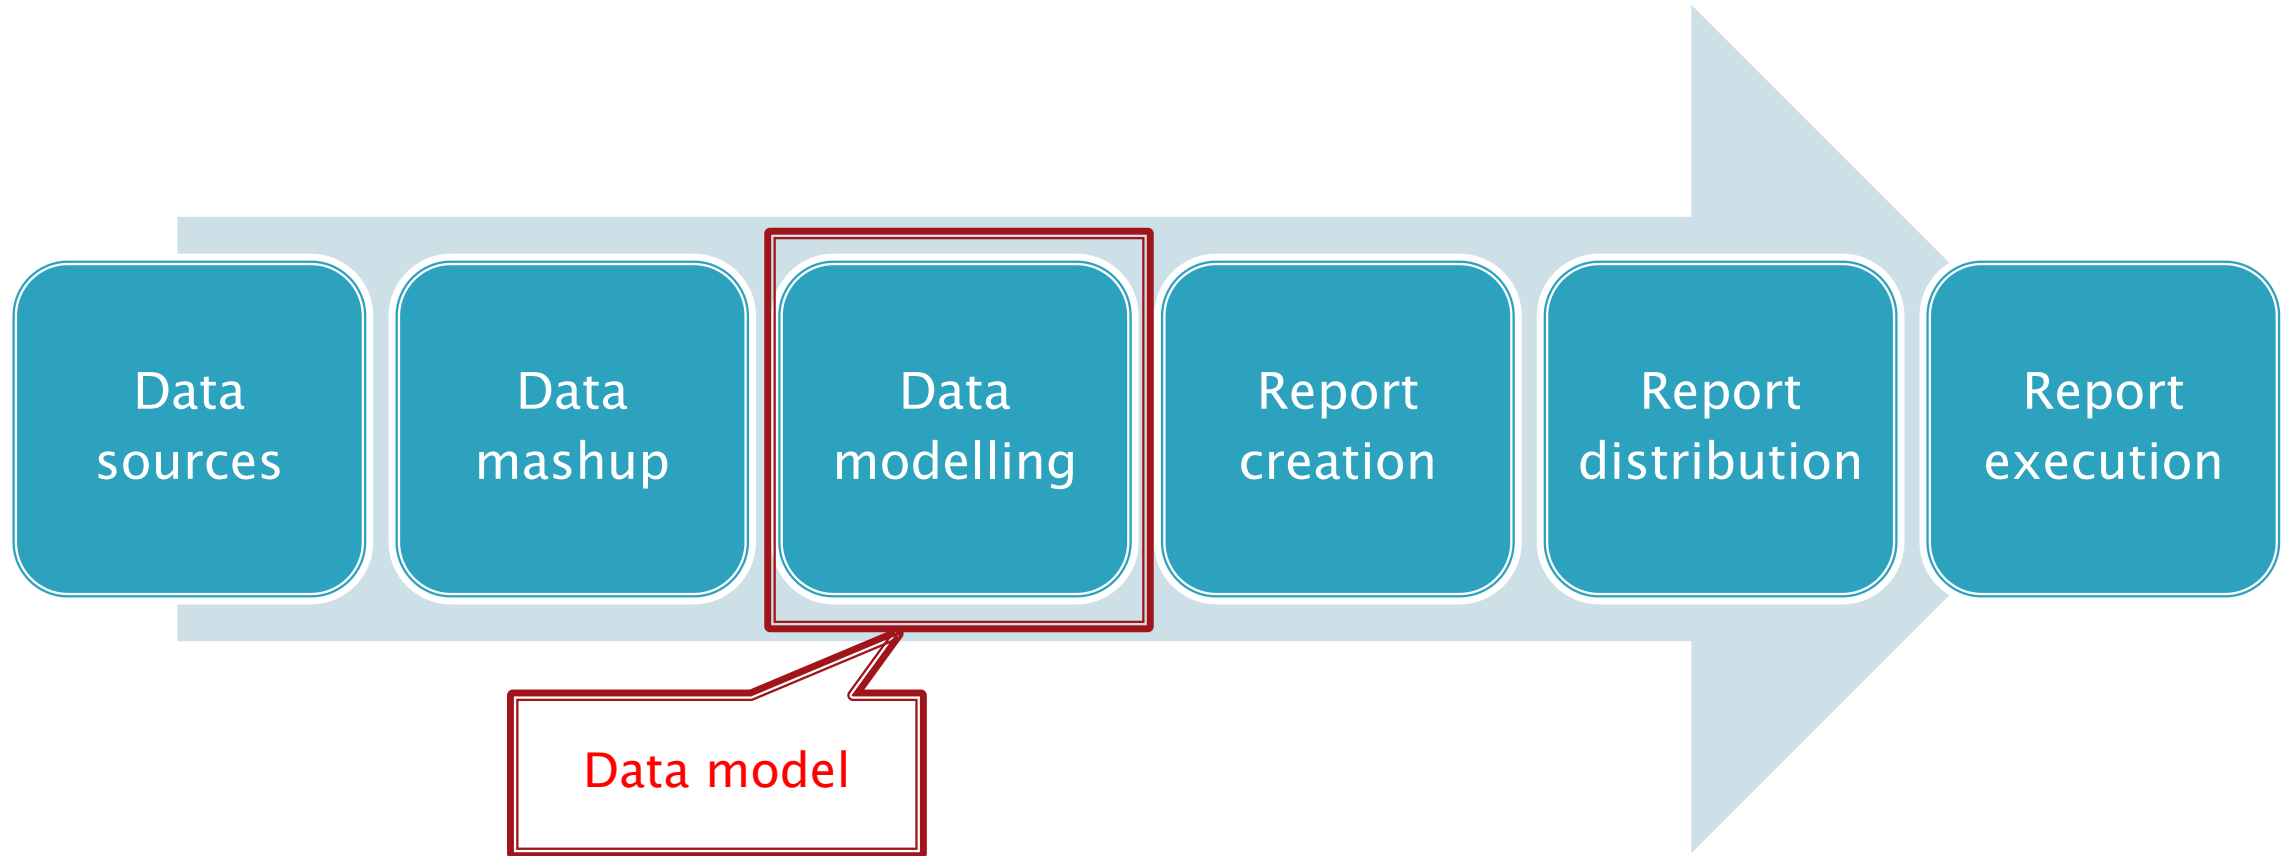 Data
sources
Data
mashup
Data
modelling
Report
creation
Report
distribution
Report
execution
Data model